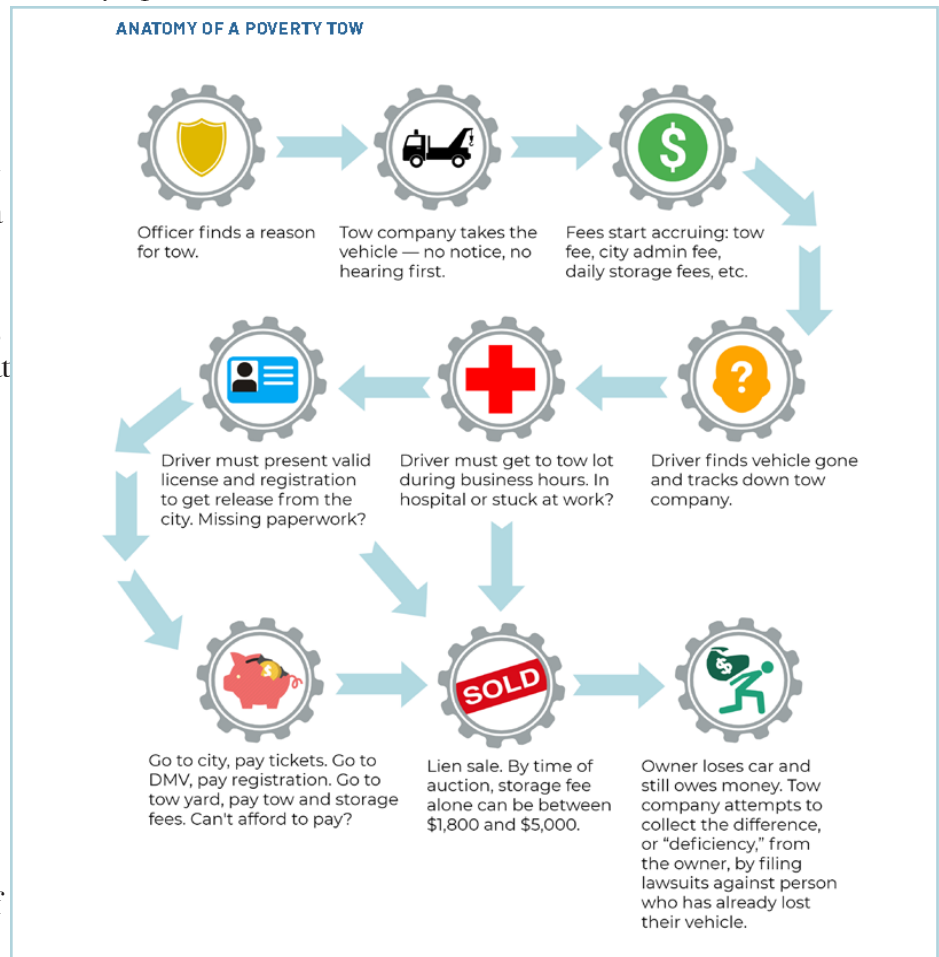 ANATOMY OF A POVERTY TOW
$
Officer finds a reason
for tow.
Tow company takes the
vehicle — no notice, no
hearing first.
Fees start accruing: tow
fee, city admin fee,
daily storage fees, etc.
?
Driver finds vehicle gone
and tracks down tow
company.
Driver must get to tow lot
during business hours. In
hospital or stuck at work?
Driver must present valid
license and registration
to get release from the
city. Missing paperwork?
$
Go to city, pay tickets. Go to
DMV, pay registration. Go to
tow yard, pay tow and storage
fees. Can't afford to pay?
SOLD
Lien sale. By time of
auction, storage fee
alone can be between
$1,800 and $5,000.
$
Owner loses car and
still owes money. Tow
company attempts to
collect the difference,
or “deficiency,” from
the owner, by filing
lawsuits against person
who has already lost
their vehicle.